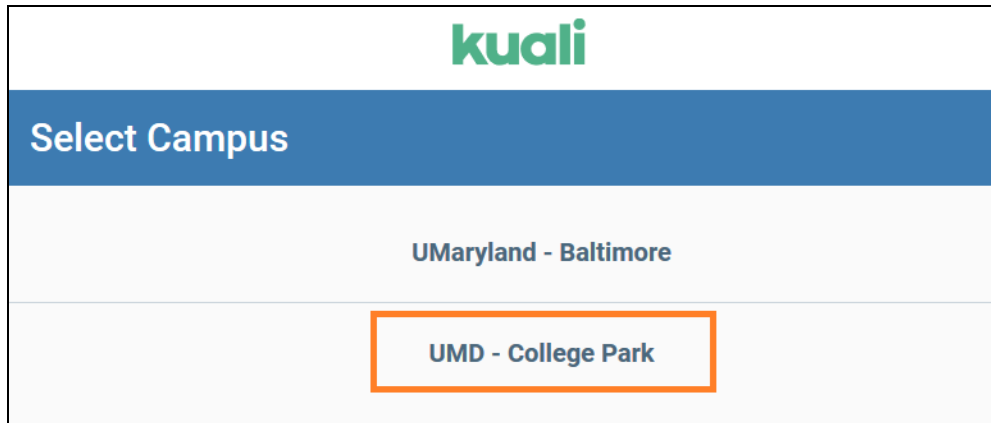 kuali
Select Campus
UMaryland - Baltimore
UMD - College Park